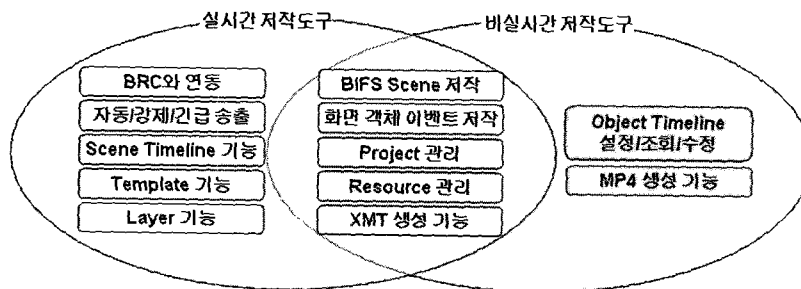 실시간 저작도구
비실시간 저작도구
BRC와 연동
자동/강제/긴급 송출
Scene Timeline 기능
Template 기능
Layer 기능
BIFS Scene 저작
화면 객체 이벤트 저작
Project 관리
Resource 관리
XMT 생성 기능
Object Timeline
설정/조회/수정
MP4 생성 기능